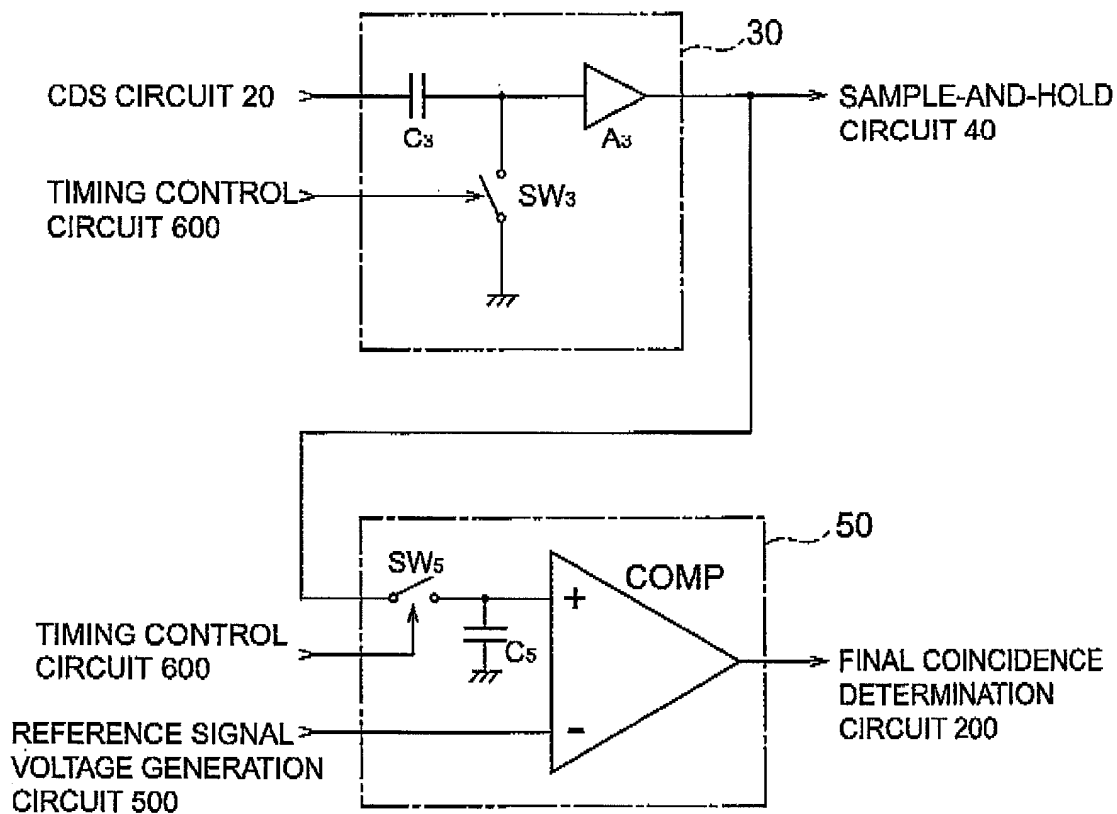 30
CDS CIRCUIT 20
C3
A3
SAMPLE-AND-HOLD
CIRCUIT 40
TIMING CONTROL
CIRCUIT 600
SW3
50
SW5
COMP
+
C5
TIMING CONTROL
CIRCUIT 600
FINAL COINCIDENCE
DETERMINATION
CIRCUIT 200
-
REFERENCE SIGNAL
VOLTAGE GENERATION
CIRCUIT 500